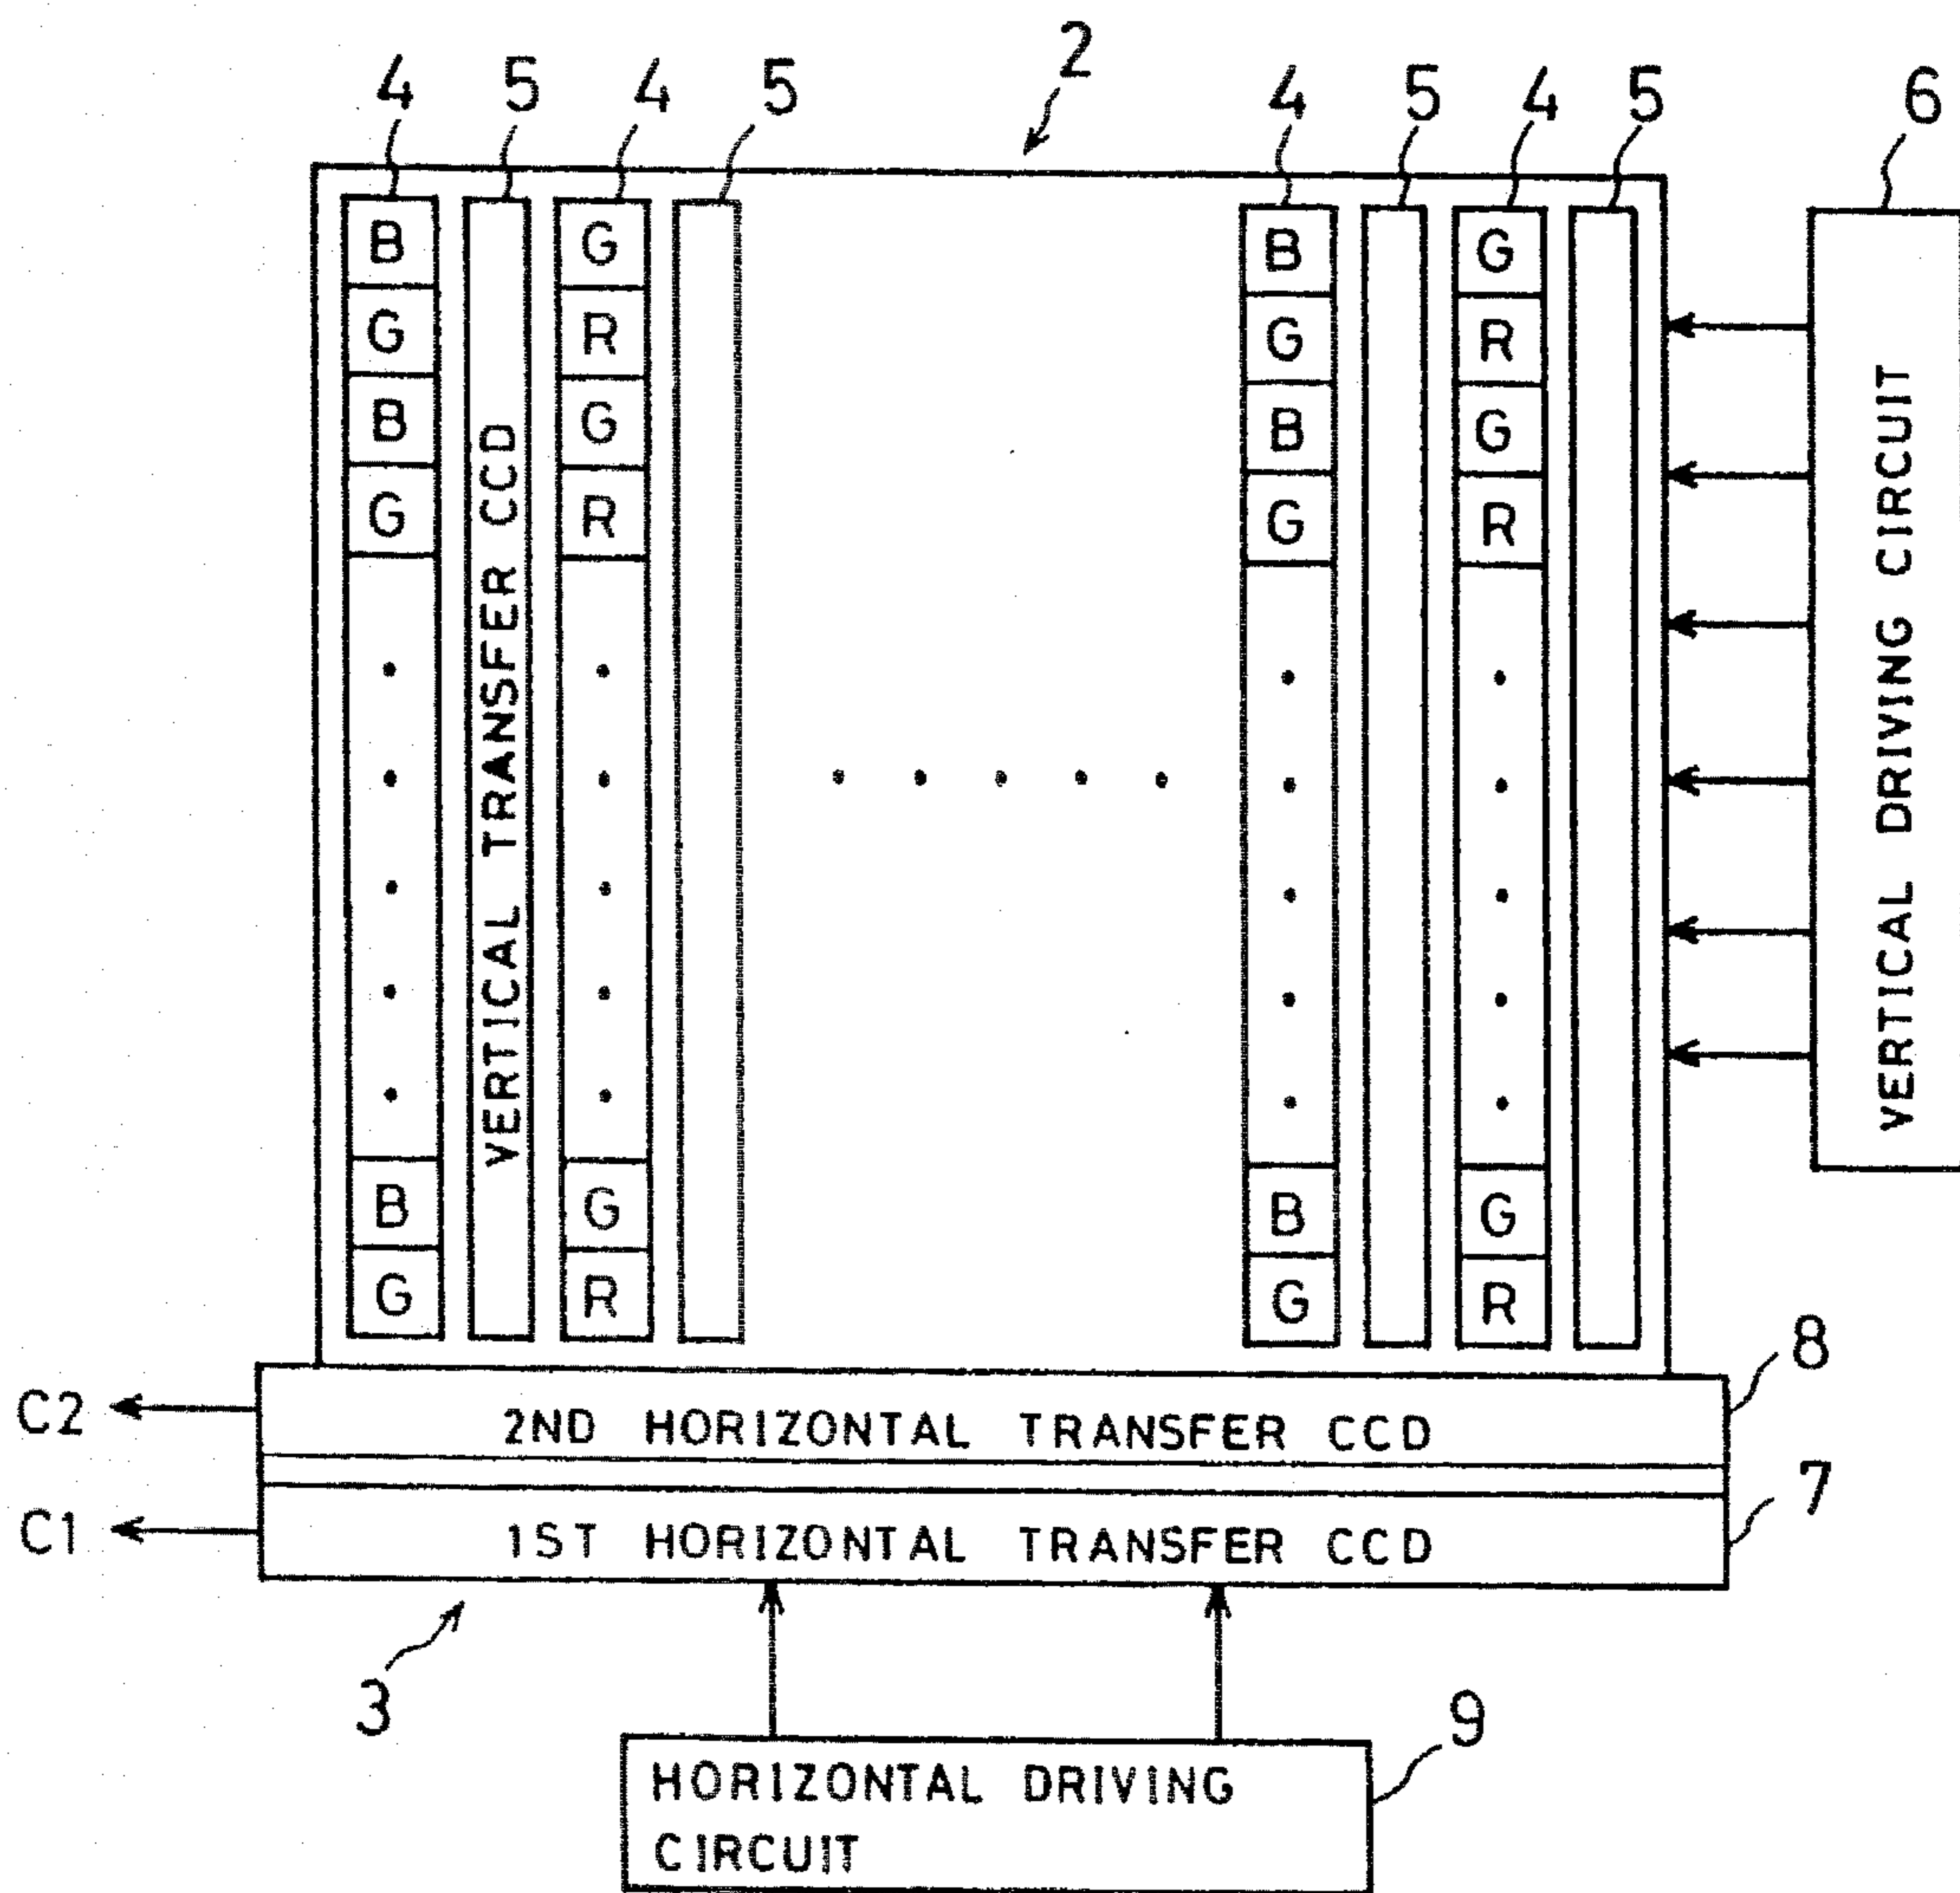 2
4 5 4 5 4 5 4 5 6
B G B G
G R G R
B G B G
G R G R
VERTICAL TRANSFER CCD
VERTICAL DRIVING CIRCUIT
B G B G
G R G R
8
C2 2ND HORIZONTAL TRANSFER CCD
7
C1 1ST HORIZONTAL TRANSFER CCD
3
9
HORIZONTAL DRIVING
CIRCUIT